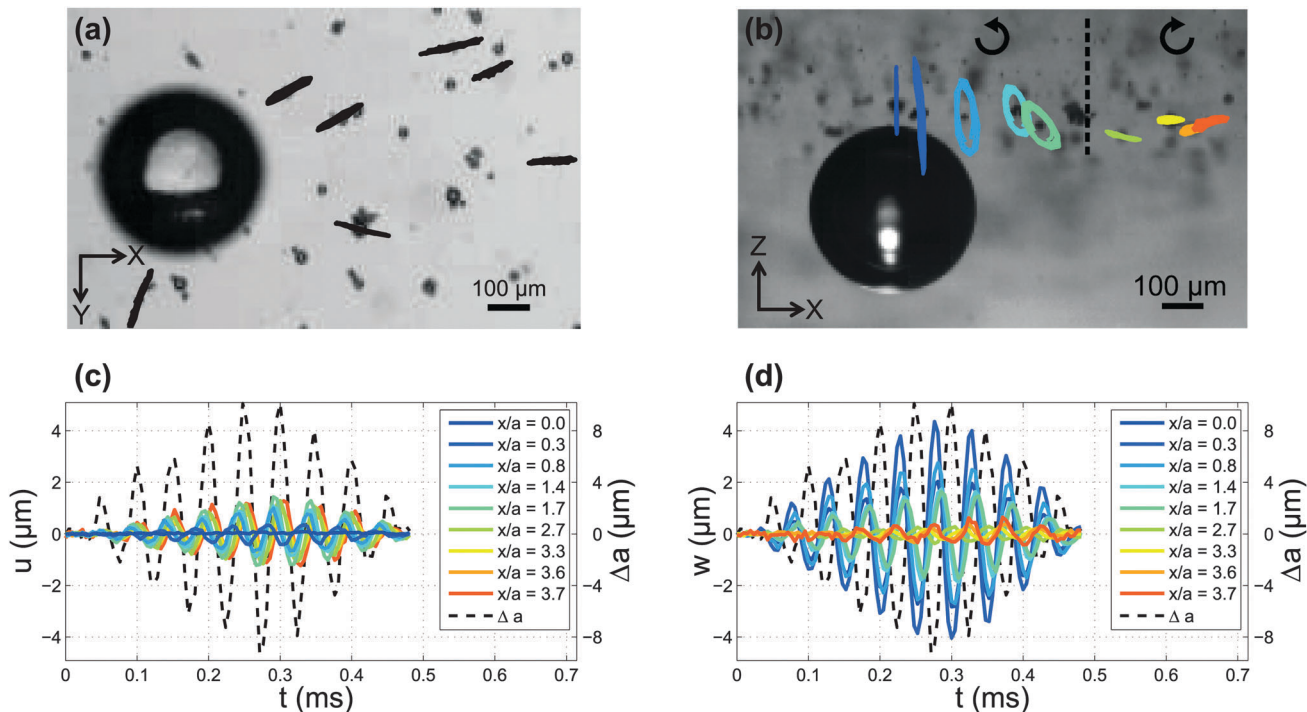 (a)
X
Y
100 µm
(b)
Z
X
100 µm
(c)
u (µm)
4
2
0
−2
−4
0 0.1 0.2 0.3 0.4 0.5 0.6 0.7
t (ms)
8
4
0
−4
−8
Δa (µm)
x/a = 0.0
x/a = 0.3
x/a = 0.8
x/a = 1.4
x/a = 1.7
x/a = 2.7
x/a = 3.3
x/a = 3.6
x/a = 3.7
Δ a
(d)
w (µm)
4
2
0
−2
−4
0 0.1 0.2 0.3 0.4 0.5 0.6 0.7
t (ms)
8
4
0
−4
−8
Δa (µm)
x/a = 0.0
x/a = 0.3
x/a = 0.8
x/a = 1.4
x/a = 1.7
x/a = 2.7
x/a = 3.3
x/a = 3.6
x/a = 3.7
Δ a